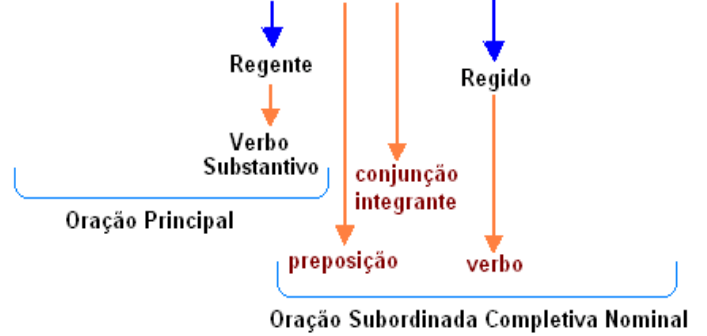 Regente
Regido
Verbo
Substantivo
conjunção
integrante
Oração Principal
preposição
verbo
Oração Subordinada Completiva Nominal